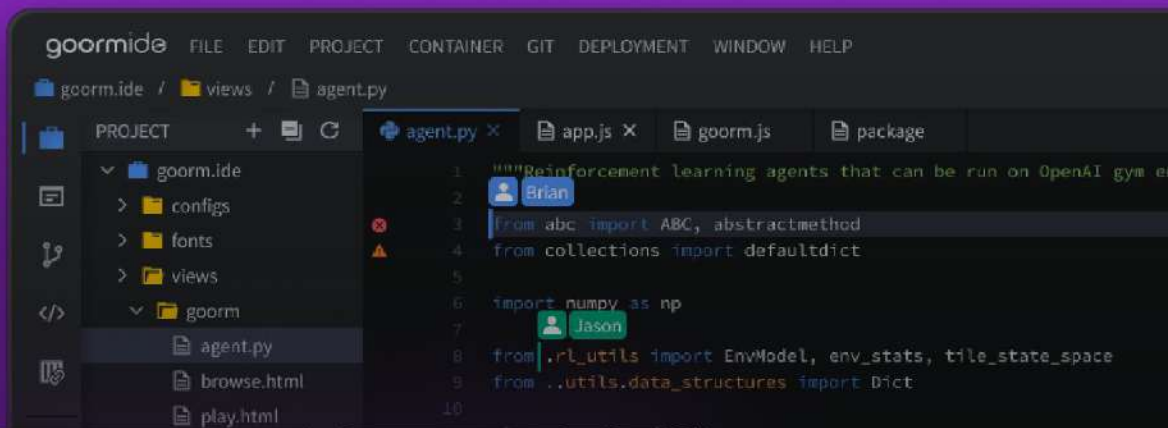 goormide FILE EDIT PROJECT CONTAINER GIT DEPLOYMENT WINDOW HELP
goorm.ide / views / agent.py
PROJECT
goorm.ide
configs
fonts
views
goorm
agent.py
browse.html
play.html
agent.py × app.js × goorm.js package
1 """Reinforcement learning agents that can be run on OpenAI gym
2
Brian
3 from abc import ABC, abstractmethod
4 from collections import defaultdict
5
6 import numpy as np
7
Jason
8 from .rl_utils import EnvModel, env_stats, tile_state_space
9 from ..utils.data_structures import Dict
10